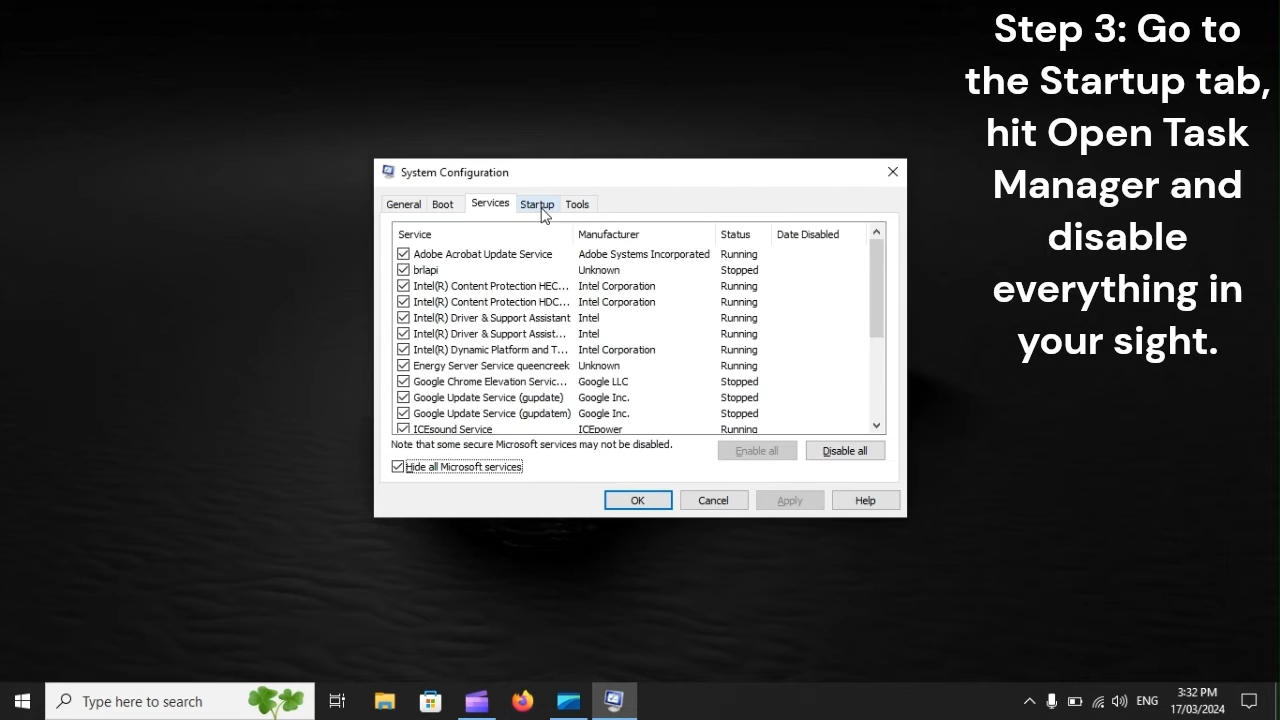 Step 3: Go to
the Startup tab,
hit Open Task
Manager and
disable
everything in
your sight.
System Configuration
General Boot Services Startup Tools
Service Manufacturer Status Date Disabled
Adobe Acrobat Update Service Adobe Systems Incorporated Running
brlapi Unknown Stopped
Intel(R) Content Protection HEC... Intel Corporation Running
Intel(R) Content Protection HDC... Intel Corporation Running
Intel(R) Driver & Support Assistant Intel Running
Intel(R) Driver & Support Assist... Intel Running
Intel(R) Dynamic Platform and T... Intel Corporation Running
Energy Server Service queencreek Unknown Running
Google Chrome Elevation Servic... Google LLC Stopped
Google Update Service (gupdate) Google Inc. Stopped
Google Update Service (gupdatem) Google Inc. Stopped
ICEsound Service ICEpower Running
Note that some secure Microsoft services may not be disabled.
Enable all Disable all
Hide all Microsoft services
OK Cancel Apply Help
Type here to search
ENG
3:32 PM
17/03/2024